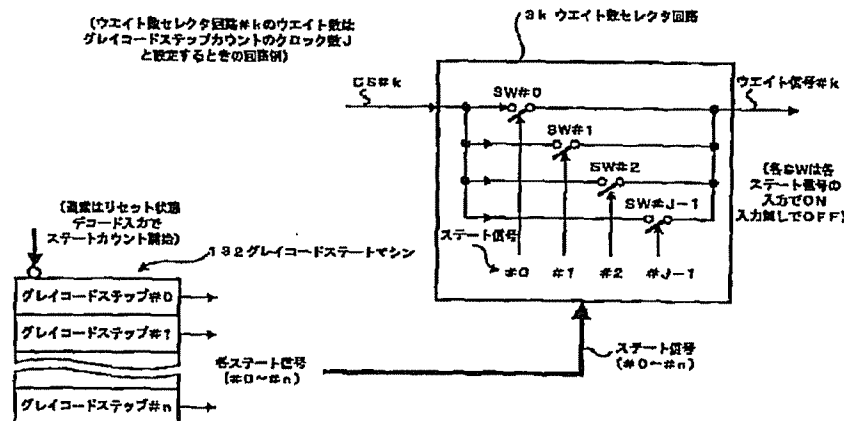 (ウエイト数セレクタ回路#kのウエイト数は
グレイコードステップカウントのクロック数J
と設定するときの回路例)
3k ウエイト数セレクタ回路
CS#k
SW#0
ウエイト信号#k
SW#1
SW#2
SW#J-1
(各SWは各
ステート信号の
入力でON
入力無しでOFF)
ステート信号
#0 #1 #2 #J-1
(通常はリセット状態
デコード入力で
ステートカウント開始)
132グレイコードステートマシン
グレイコードステップ#0
グレイコードステップ#1
グレイコードステップ#n
各ステート信号
(#0~#n)
ステート信号
(#0~#n)